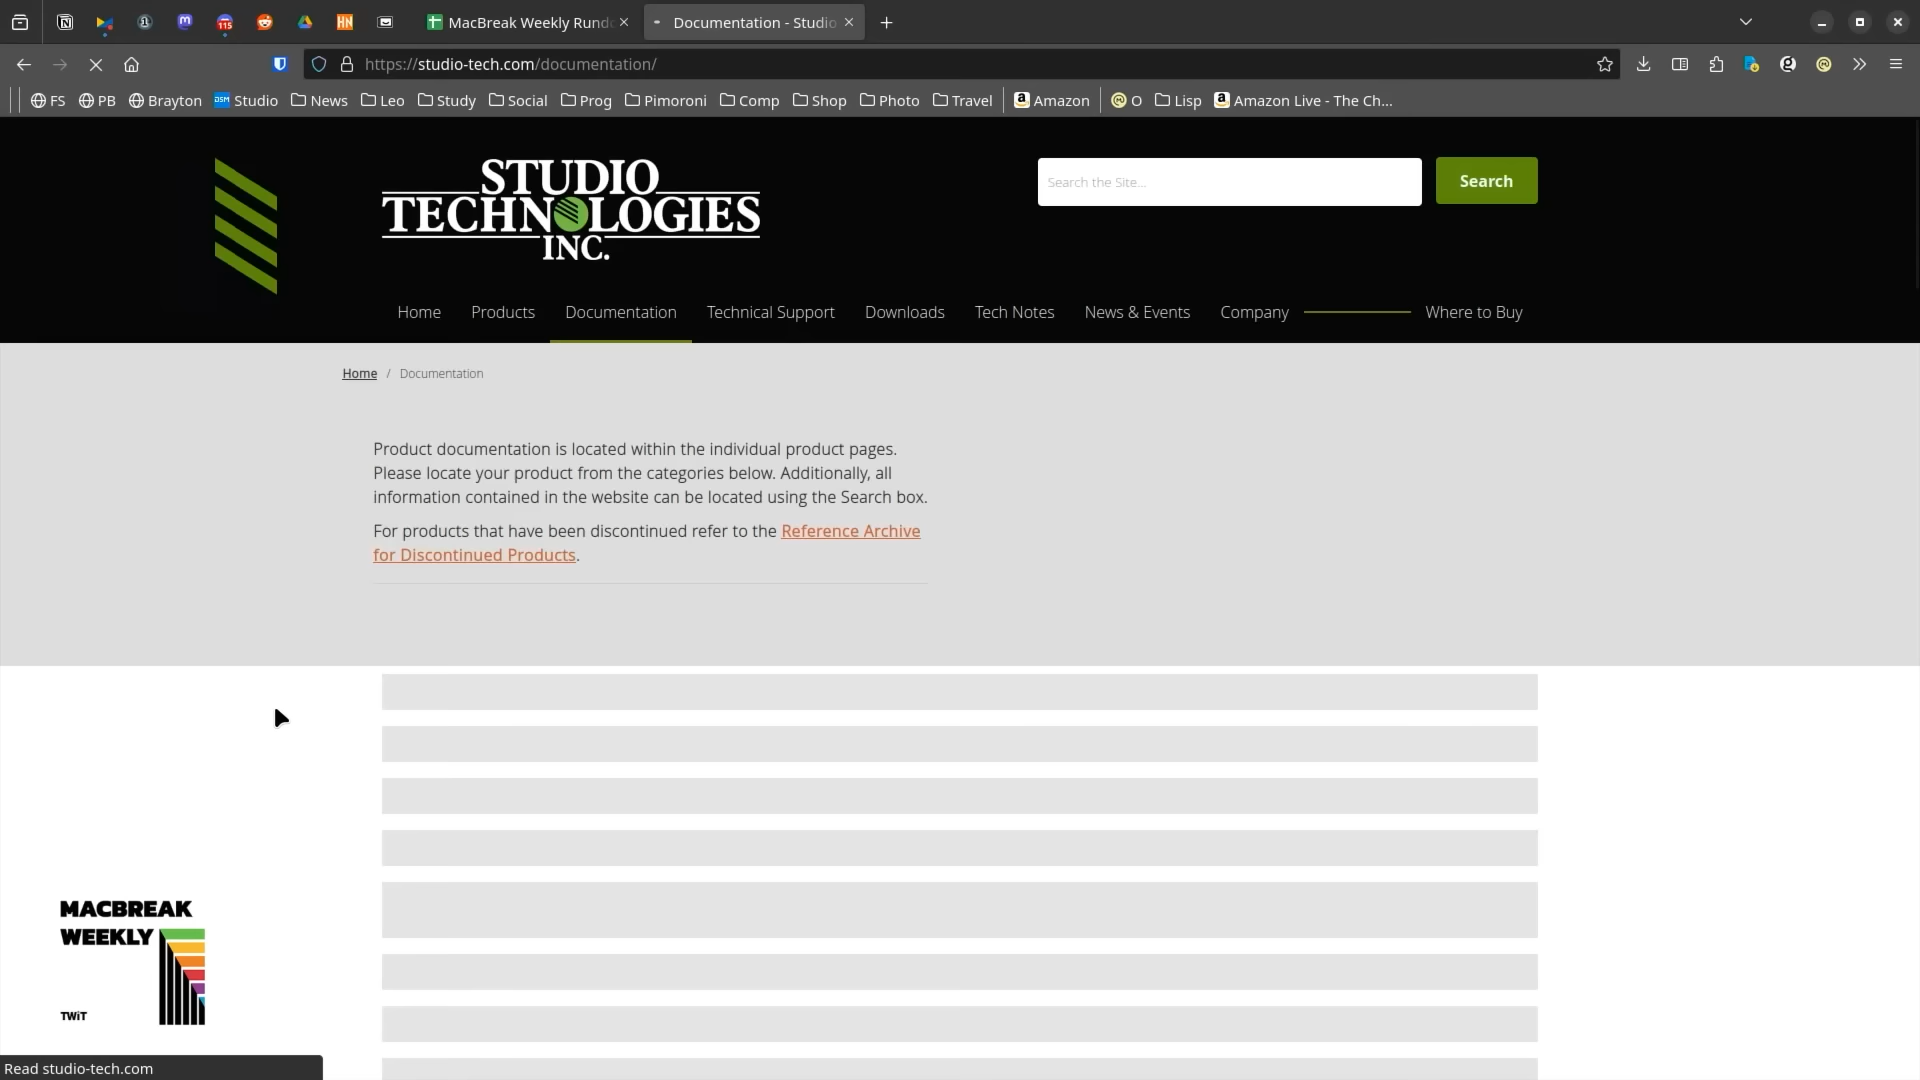 115
HN
MacBreak Weekly Rund
Documentation - Studio
https://studio-tech.com/documentation/
FS PB Brayton DSM Studio News Leo Study Social Prog Pimoroni Comp Shop Photo Travel Amazon O Lisp Amazon Live - The Ch...
STUDIO
TECHNOLOGIES
INC.
Search the Site...
Search
Home Products Documentation Technical Support Downloads Tech Notes News & Events Company Where to Buy
Home / Documentation
Product documentation is located within the individual product pages.
Please locate your product from the categories below. Additionally, all
information contained in the website can be located using the Search box.
For products that have been discontinued refer to the Reference Archive
for Discontinued Products.
MACBREAK
WEEKLY
TWiT
Read studio-tech.com